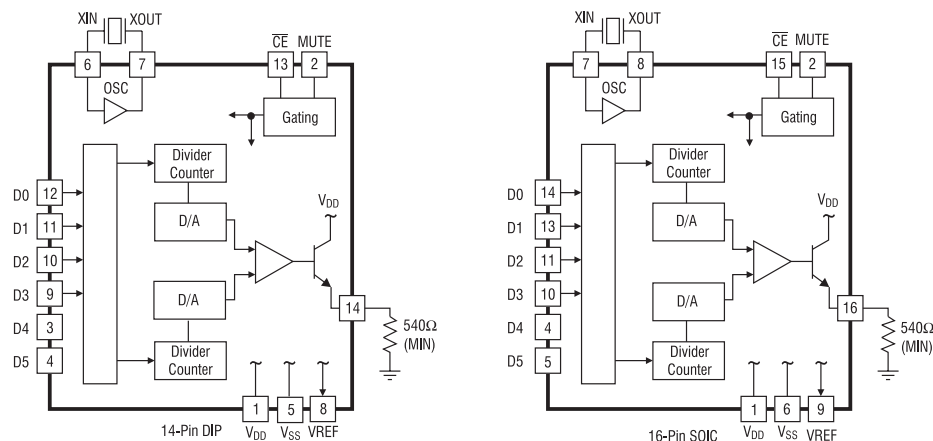 XIN XOUT
6 7
OSC
CE MUTE
13 2
Gating
Divider
Counter
D/A
D/A
Divider
Counter
VDD
D0 12
D1 11
D2 10
D3 9
D4 3
D5 4
14
540Ω
(MIN)
1 5 8
VDD VSS VREF
14-Pin DIP
XIN XOUT
7 8
OSC
CE MUTE
15 2
Gating
Divider
Counter
D/A
D/A
Divider
Counter
VDD
D0 14
D1 13
D2 11
D3 10
D4 4
D5 5
16
540Ω
(MIN)
1 6 9
VDD VSS VREF
16-Pin SOIC